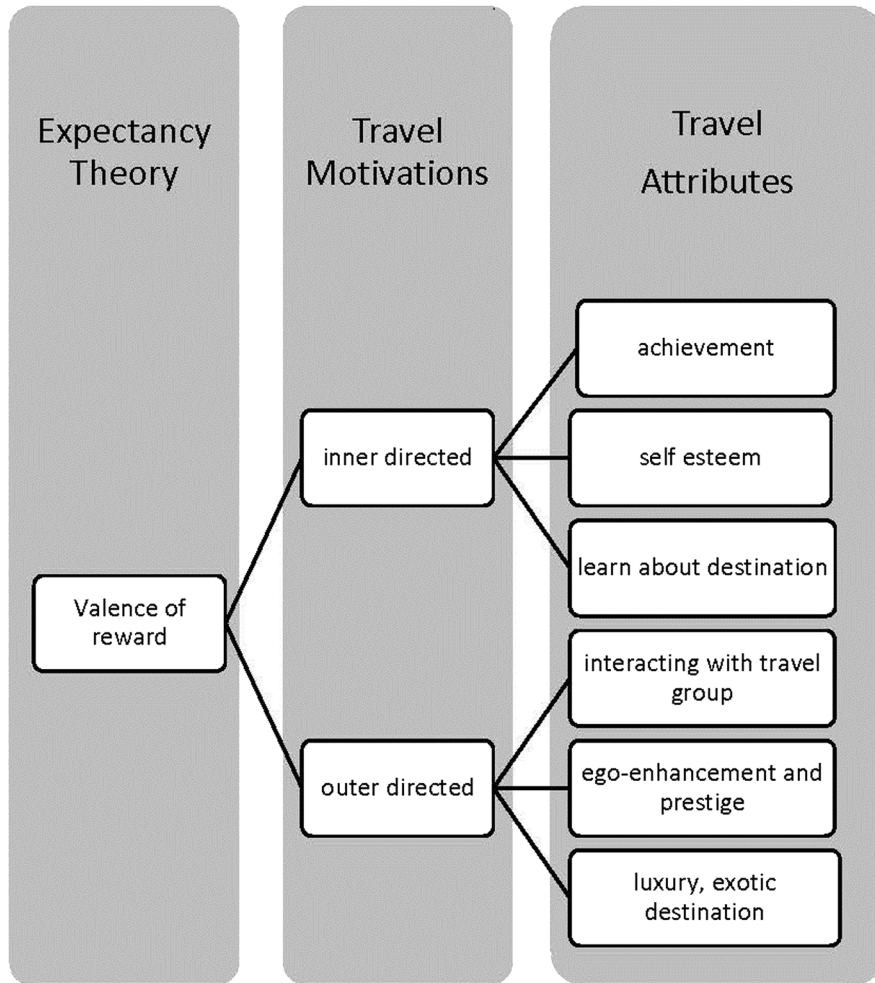 Expectancy
Theory
Travel
Motivations
Travel
Attributes
Valence of
reward
inner directed
outer directed
achievement
self esteem
learn about destination
interacting with travel
group
ego-enhancement and
prestige
luxury, exotic
destination